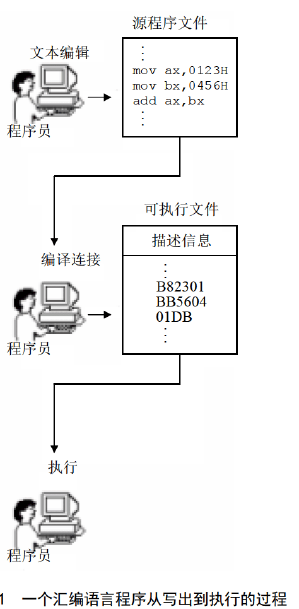 源程序文件
文本编辑
mov ax,0123H
mov bx,0456H
add ax,bx
程序员
可执行文件
描述信息
编译连接
B82301
BB5604
01DB
程序员
执行
程序员
1 一个汇编语言程序从写出到执行的过程